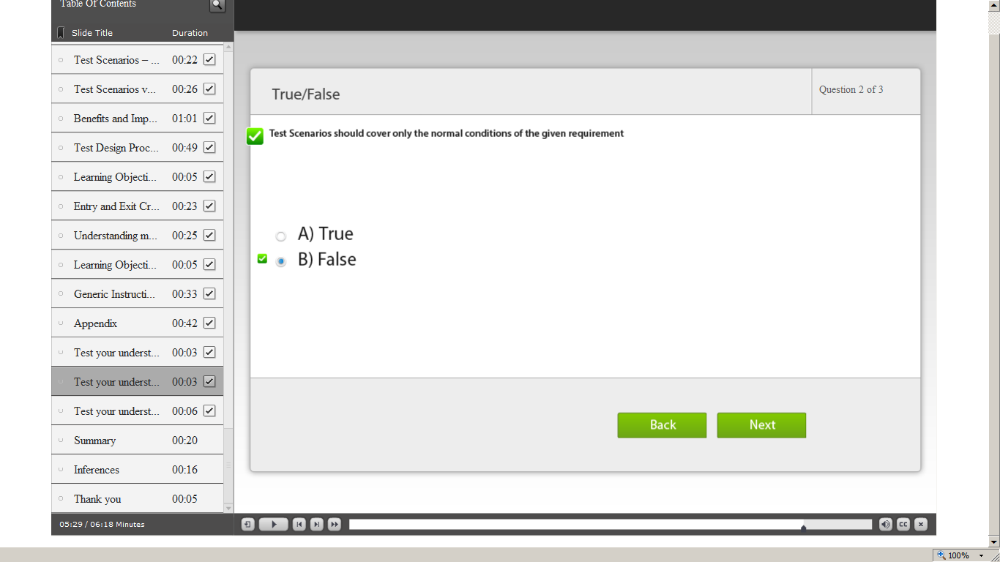 Table Of Contents
Slide Title Duration
Test Scenarios – ... 00:22
Test Scenarios v... 00:26
Benefits and Imp... 01:01
Test Design Proc... 00:49
Learning Objecti... 00:05
Entry and Exit Cr... 00:23
Understanding m... 00:25
Learning Objecti... 00:05
Generic Instructi... 00:33
Appendix 00:42
Test your underst... 00:03
Test your underst... 00:03
Test your underst... 00:06
Summary 00:20
Inferences 00:16
Thank you 00:05
05:29 / 06:18 Minutes
True/False
Question 2 of 3
Test Scenarios should cover only the normal conditions of the given requirement
A) True
B) False
Back Next
CC
100%